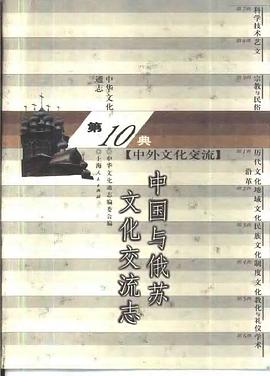 科学技术
艺文
宗教与民俗
历代文化沿革
地域文化
民族文化
制度文化
教化与礼仪
学术
中华文化
通志
第10典
【中外文化交流】
中国与俄苏
文化交流志
中华文化通志编委会编
上海人民出版社